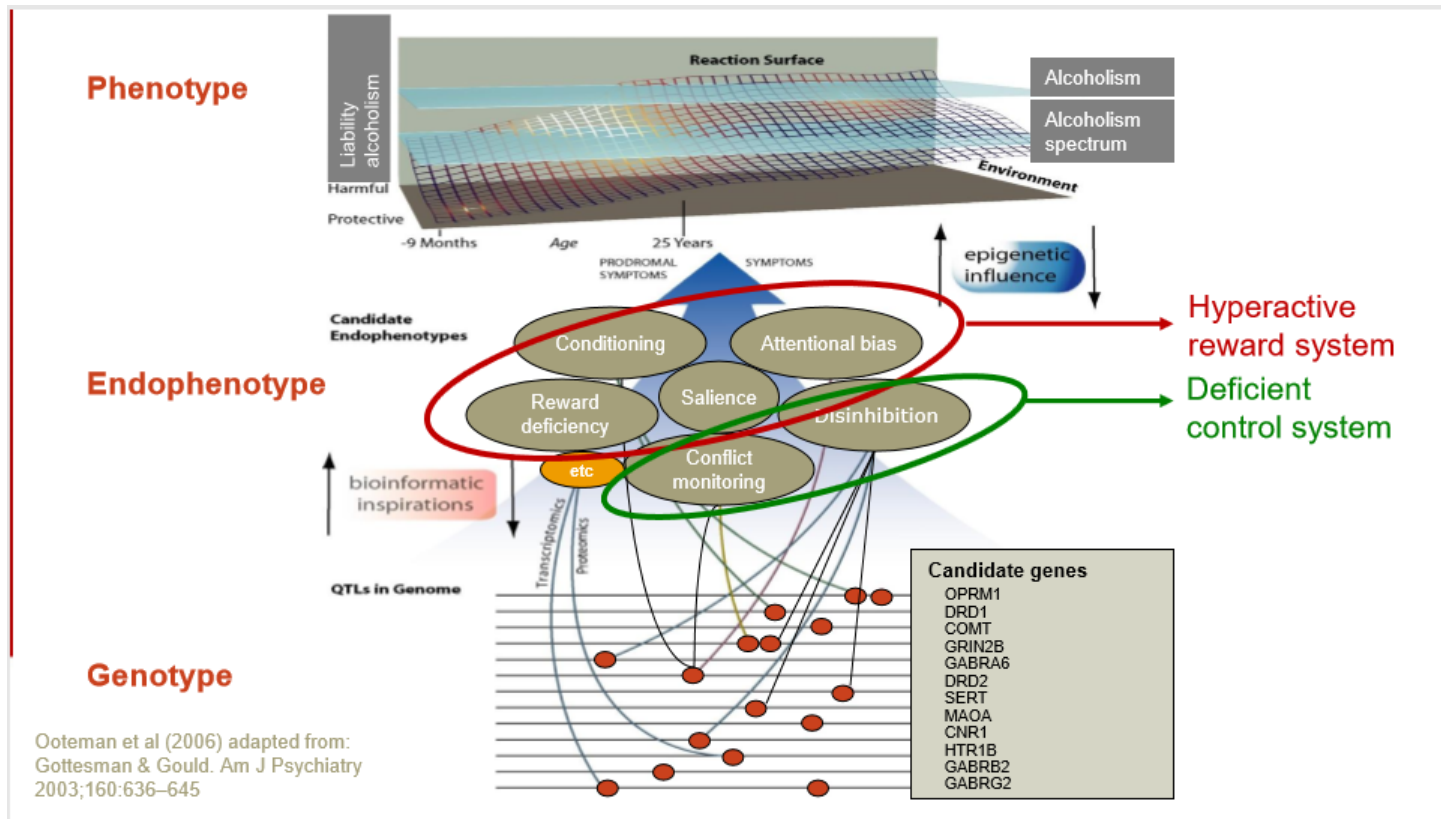 Phenotype
Liability
alcoholism
Reaction Surface
Alcoholism
Alcoholism
spectrum
Environment
Harmful
Protective
-9 Months
Age
25 Years
PRODROMAL
SYMPTOMS
SYMPTOMS
epigenetic
influence
Candidate
Endophenotypes
Conditioning
Attentional bias
Hyperactive
reward system
Endophenotype
Reward
deficiency
Salience
Disinhibition
Deficient
control system
etc
Conflict
monitoring
bioinformatic
inspirations
Transcriptomics
Proteomics
QTLs in Genome
Genotype
Candidate genes
OPRM1
DRD1
COMT
GRIN2B
GABRA6
DRD2
SERT
MAOA
CNR1
HTR1B
GABRB2
GABRG2
Ooteman et al (2006) adapted from:
Gottesman & Gould. Am J Psychiatry
2003;160:636–645